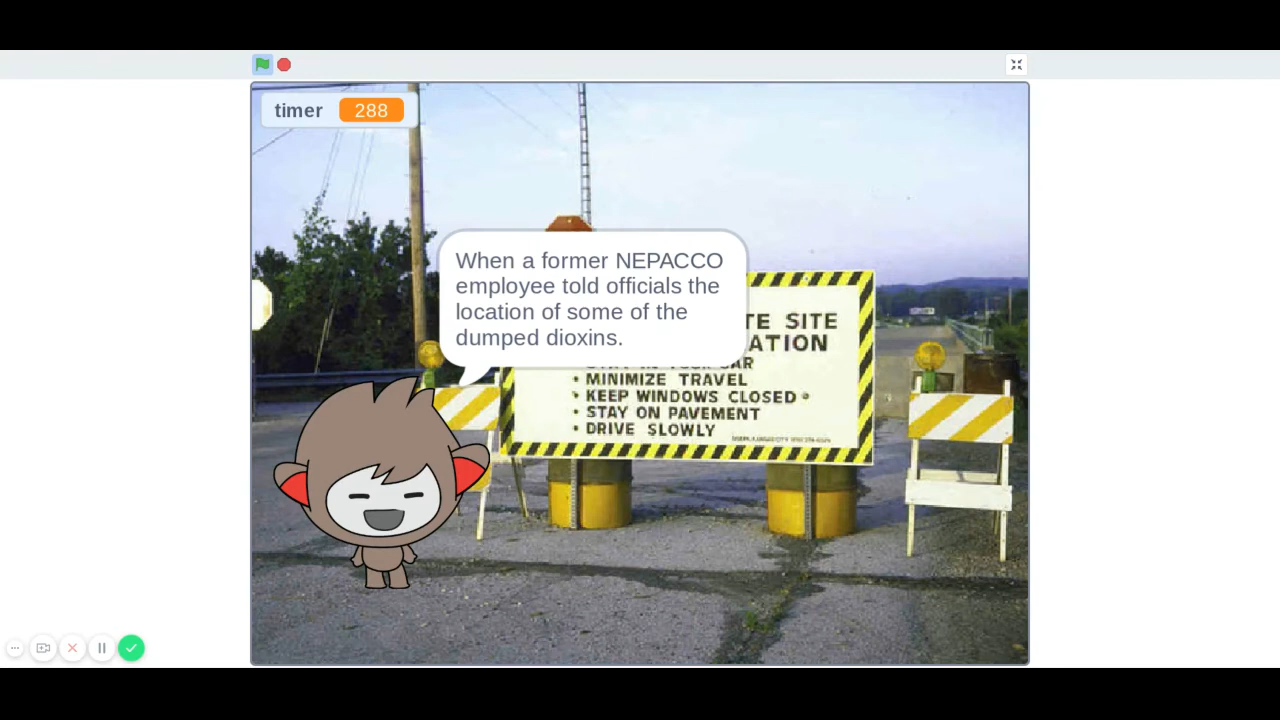 timer 288
When a former NEPACCO
employee told officials the
location of some of the
dumped dioxins.
TE SITE
ATION
CAR
• MINIMIZE TRAVEL
• KEEP WINDOWS CLOSED •
• STAY ON PAVEMENT
• DRIVE SLOWLY